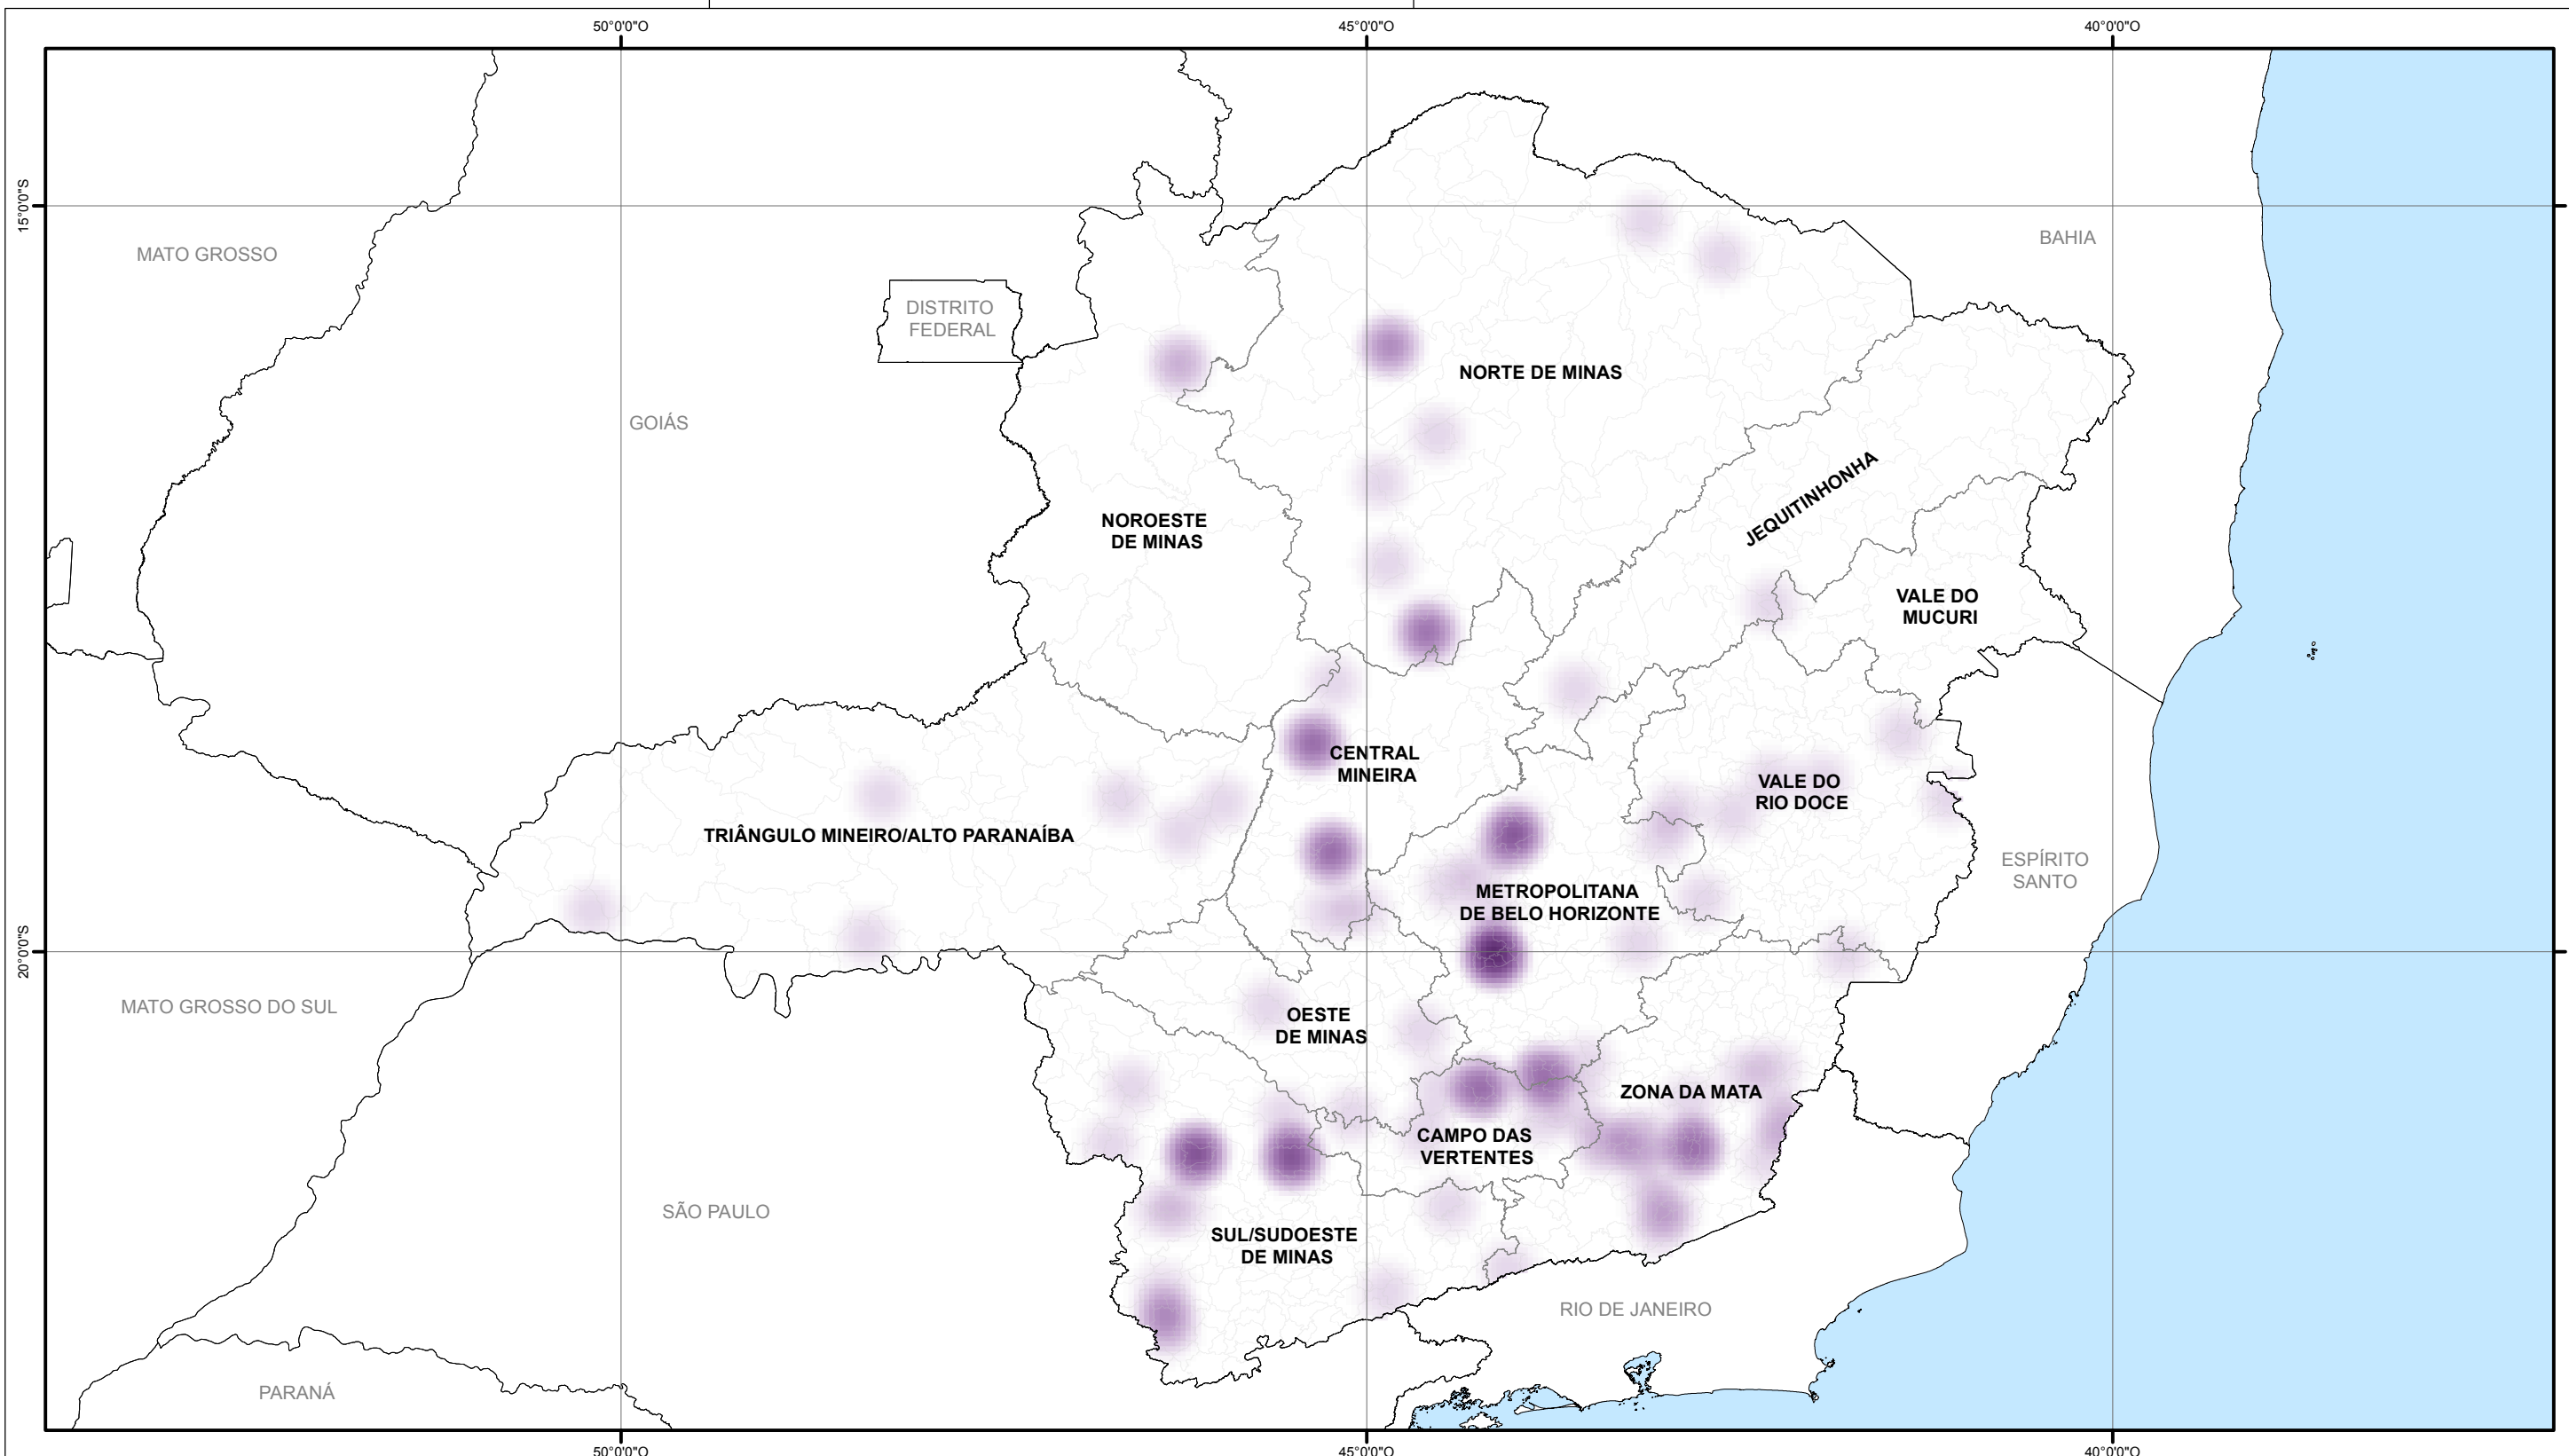 50°0'0"O
45°0'0"O
40°0'0"O
15°0'0"S
MATO GROSSO
BAHIA
DISTRITO
FEDERAL
NORTE DE MINAS
GOIÁS
JEQUITINHONHA
NOROESTE
DE MINAS
VALE DO
MUCURI
CENTRAL
MINEIRA
VALE DO
RIO DOCE
TRIÂNGULO MINEIRO/ALTO PARANAÍBA
ESPÍRITO
SANTO
METROPOLITANA
DE BELO HORIZONTE
20°0'0"S
MATO GROSSO DO SUL
OESTE
DE MINAS
ZONA DA MATA
CAMPO DAS
VERTENTES
SÃO PAULO
SUL/SUDOESTE
DE MINAS
RIO DE JANEIRO
PARANÁ
50°0'0"O
45°0'0"O
40°0'0"O